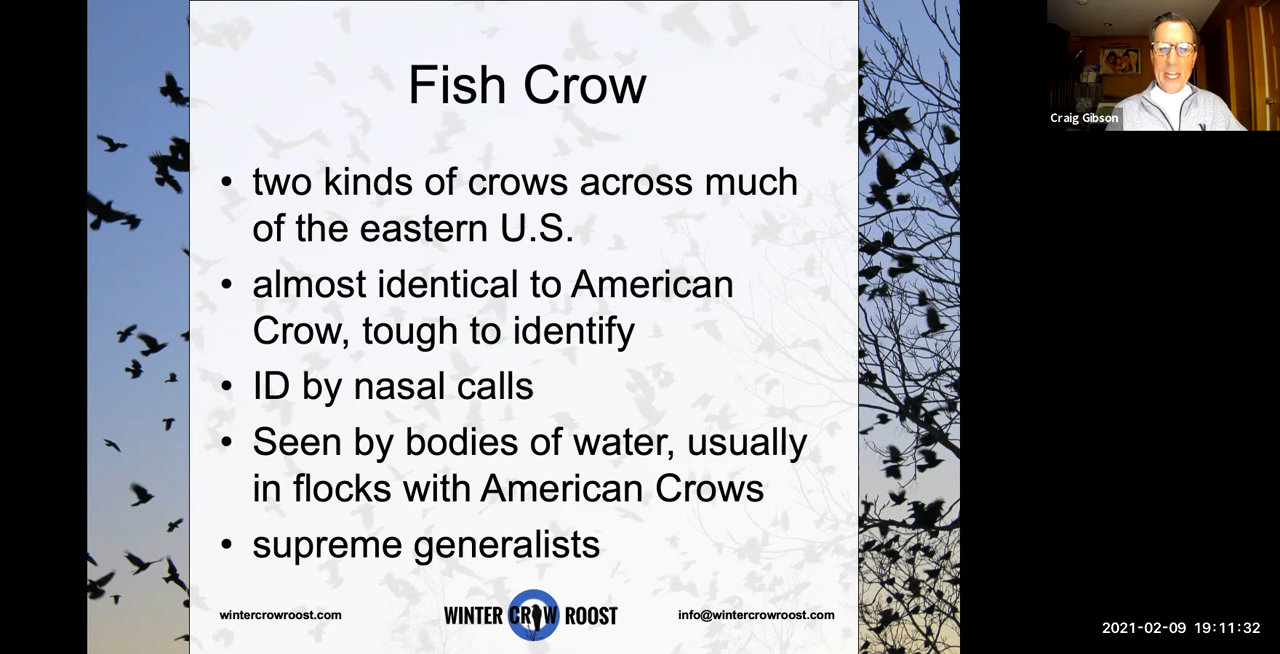 Fish Crow
• two kinds of crows across much
of the eastern U.S.
• almost identical to American
Crow, tough to identify
• ID by nasal calls
• Seen by bodies of water, usually
in flocks with American Crows
• supreme generalists
wintercrowroost.com
WINTER CROW ROOST
info@wintercrowroost.com
Craig Gibson
2021-02-09 19:11:32